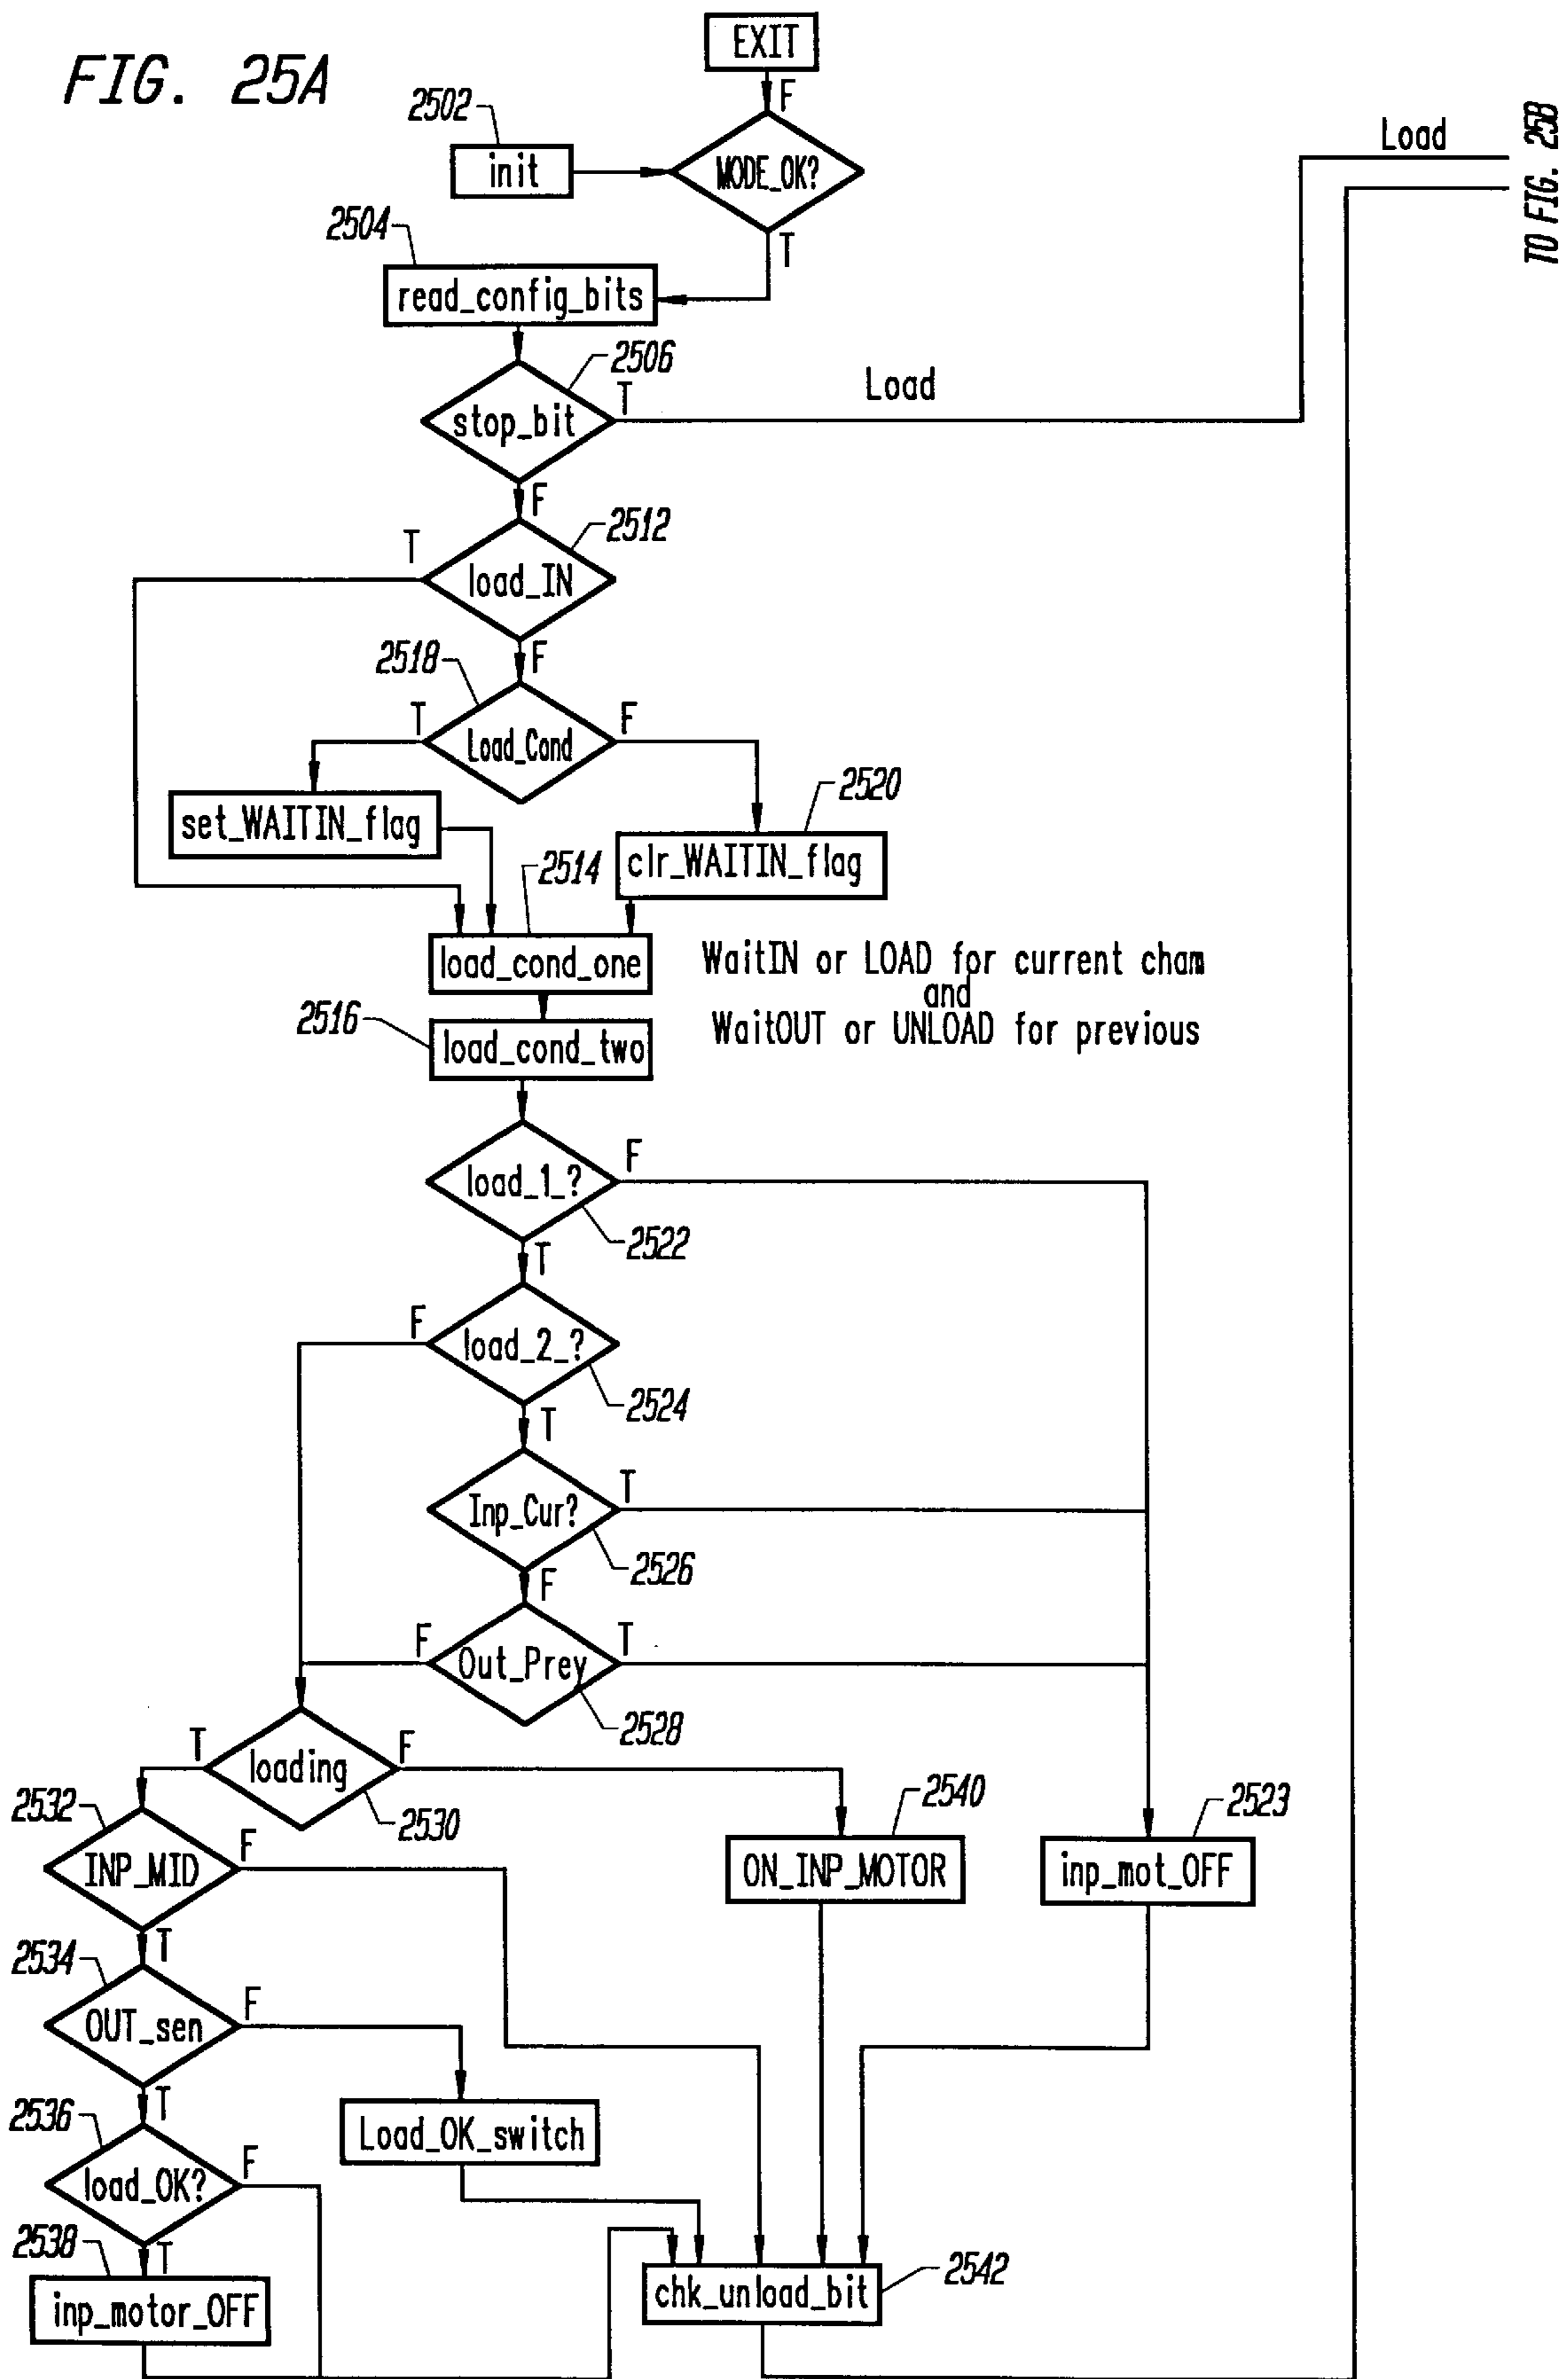 FIG. 25A
EXIT
F
2502
init
MODE_OK?
T
Load
TO FIG. 25B
2504
read_config_bits
2506
stop_bit
T
Load
F
2512
T
load_IN
F
2518
T
Load_Cond
F
set_WAITIN_flag
2520
clr_WAITIN_flag
2514
load_cond_one
WaitIN or LOAD for current cham
and
WaitOUT or UNLOAD for previous
2516
load_cond_two
load_1_?
F
2522
T
F
load_2_?
2524
T
Inp_Cur?
T
2526
F
F
Out_Prev
T
2528
T
loading
F
2530
2532
INP_MID
F
2540
ON_INP_MOTOR
2523
inp_mot_OFF
T
2534
OUT_sen
F
T
Load_OK_switch
2536
load_OK?
F
T
2538
inp_motor_OFF
chk_unload_bit
2542